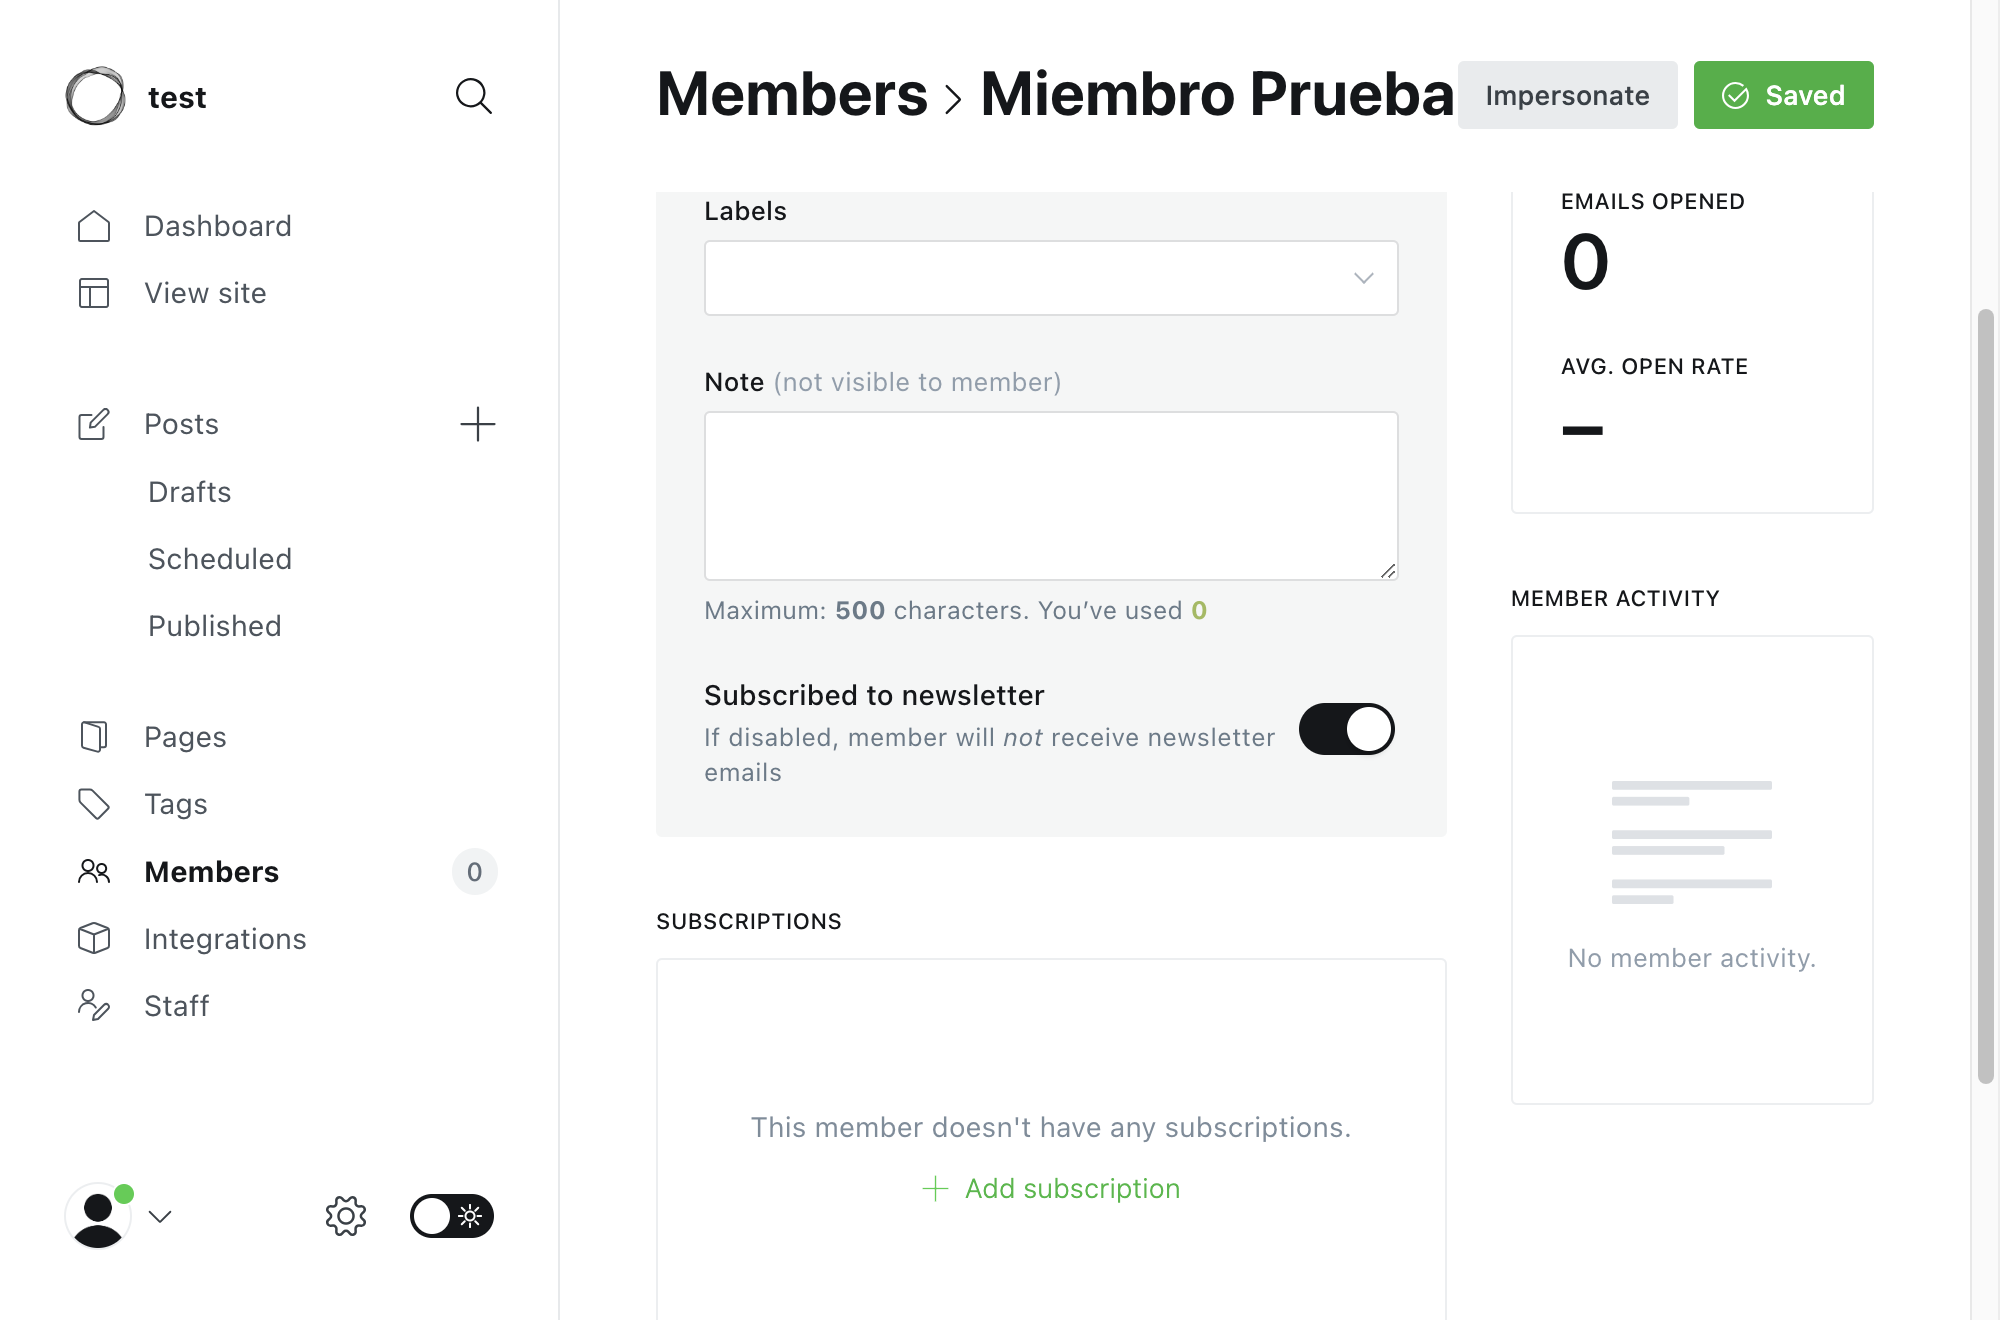 test
Dashboard
View site
Posts
Drafts
Scheduled
Published
Pages
Tags
Members
0
Integrations
Staff
Members
Miembro Prueba
Impersonate
Saved
Labels
Note (not visible to member)
Maximum: 500 characters. You’ve used 0
Subscribed to newsletter
If disabled, member will not receive newsletter
emails
SUBSCRIPTIONS
This member doesn't have any subscriptions.
Add subscription
EMAILS OPENED
0
AVG. OPEN RATE
–
MEMBER ACTIVITY
No member activity.